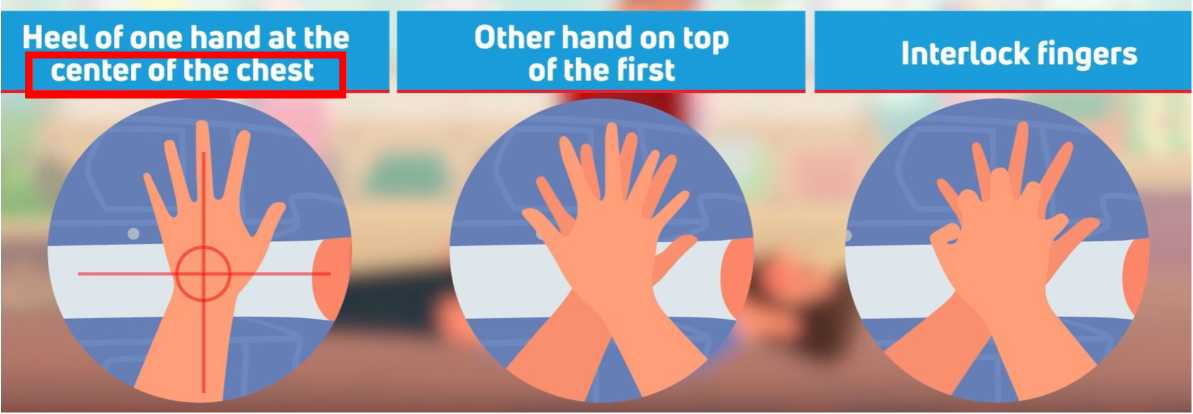 Heel of one hand at the
center of the chest
Other hand on top
of the first
Interlock fingers